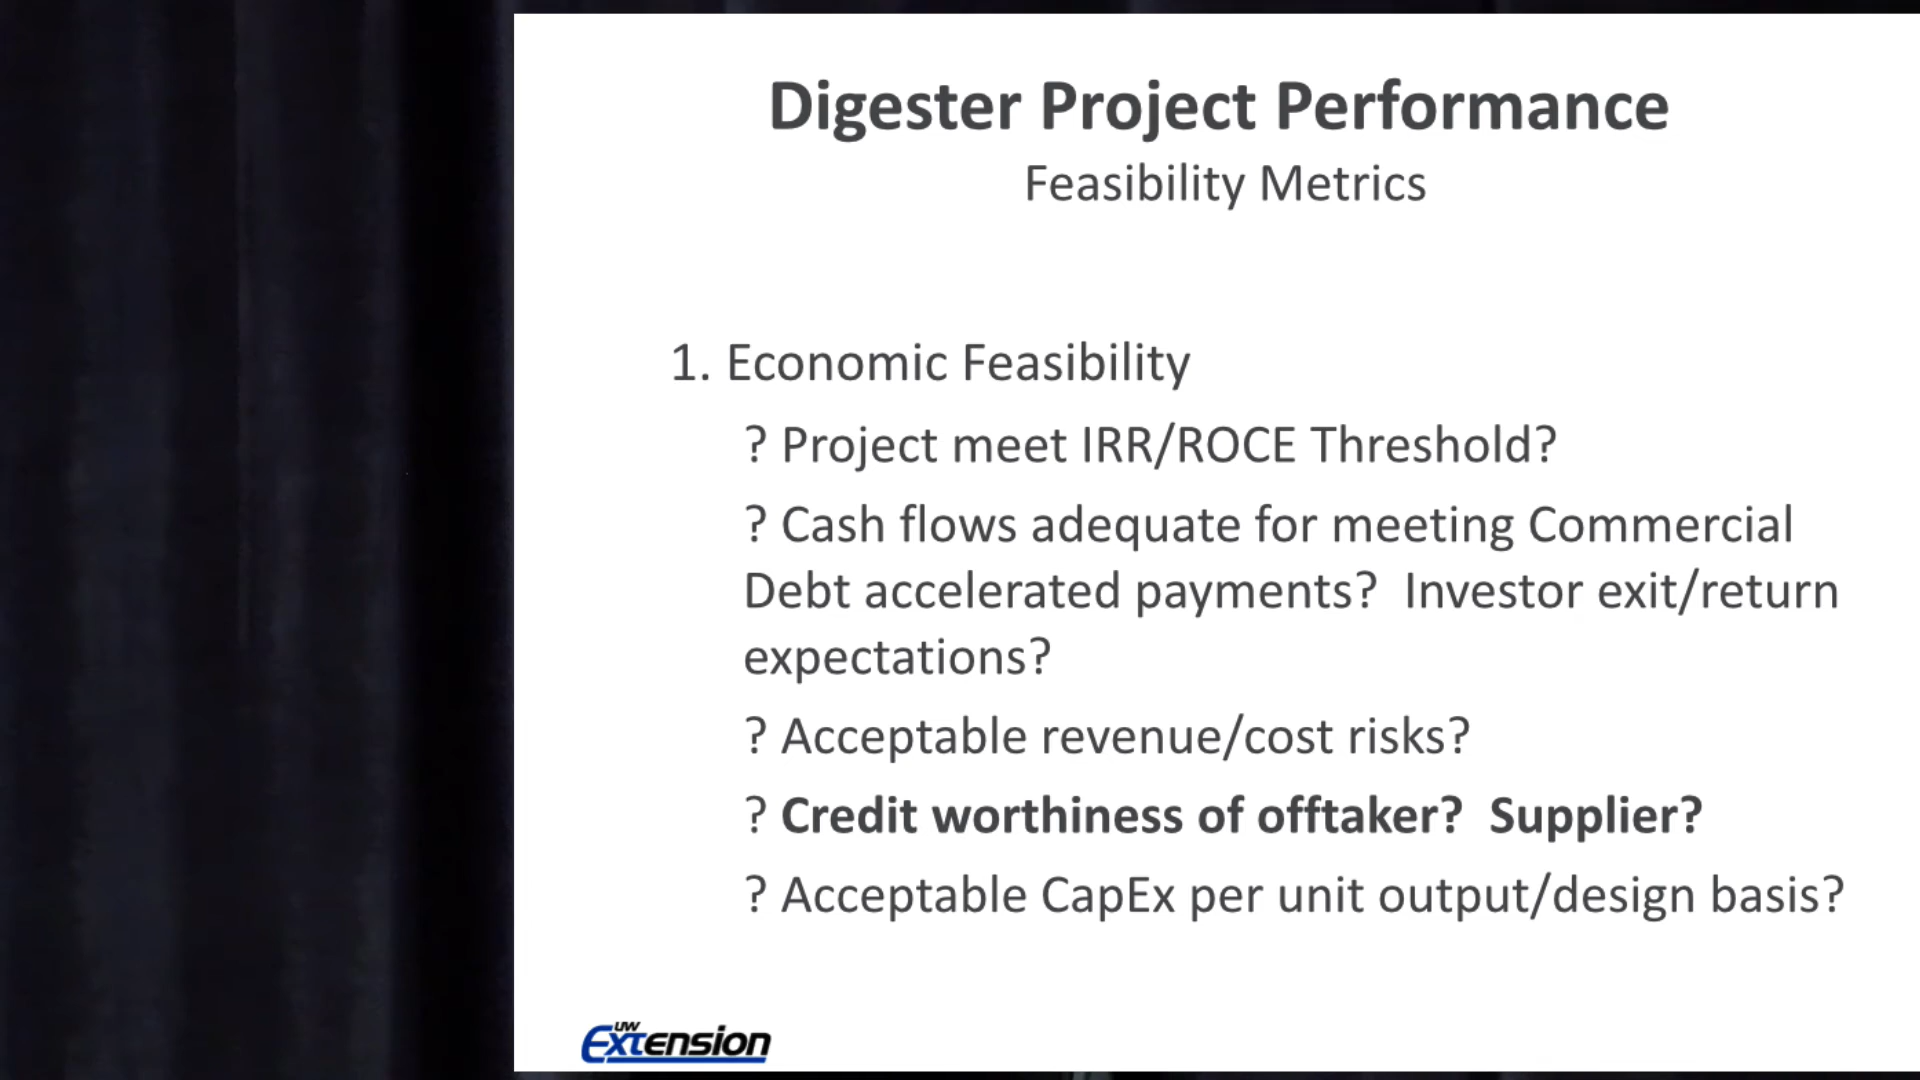 Digester Project Performance
Feasibility Metrics
1. Economic Feasibility
? Project meet IRR/ROCE Threshold?
? Cash flows adequate for meeting Commercial
Debt accelerated payments?  Investor exit/return
expectations?
? Acceptable revenue/cost risks?
? Credit worthiness of offtaker?  Supplier?
? Acceptable CapEx per unit output/design basis?
UW
Extension